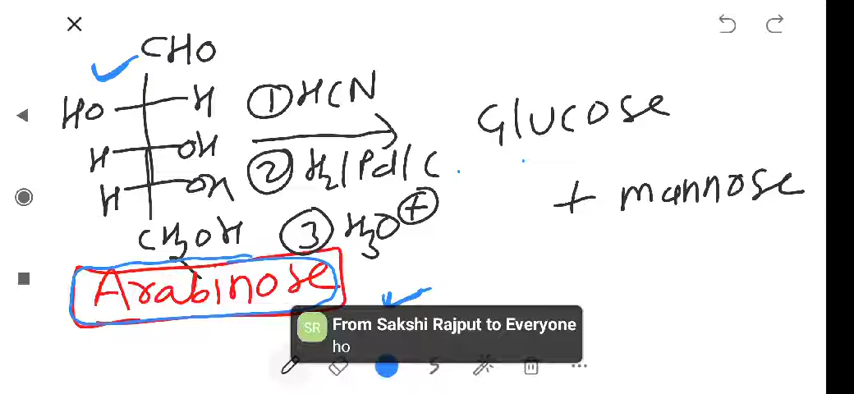 CHO
HO H ① HCN
Glucose
H OH
② H₂/Pd/C
+ mannose
H OH
CH₂OH ③ H₃O⊕
Arabinose
SR From Sakshi Rajput to Everyone
ho